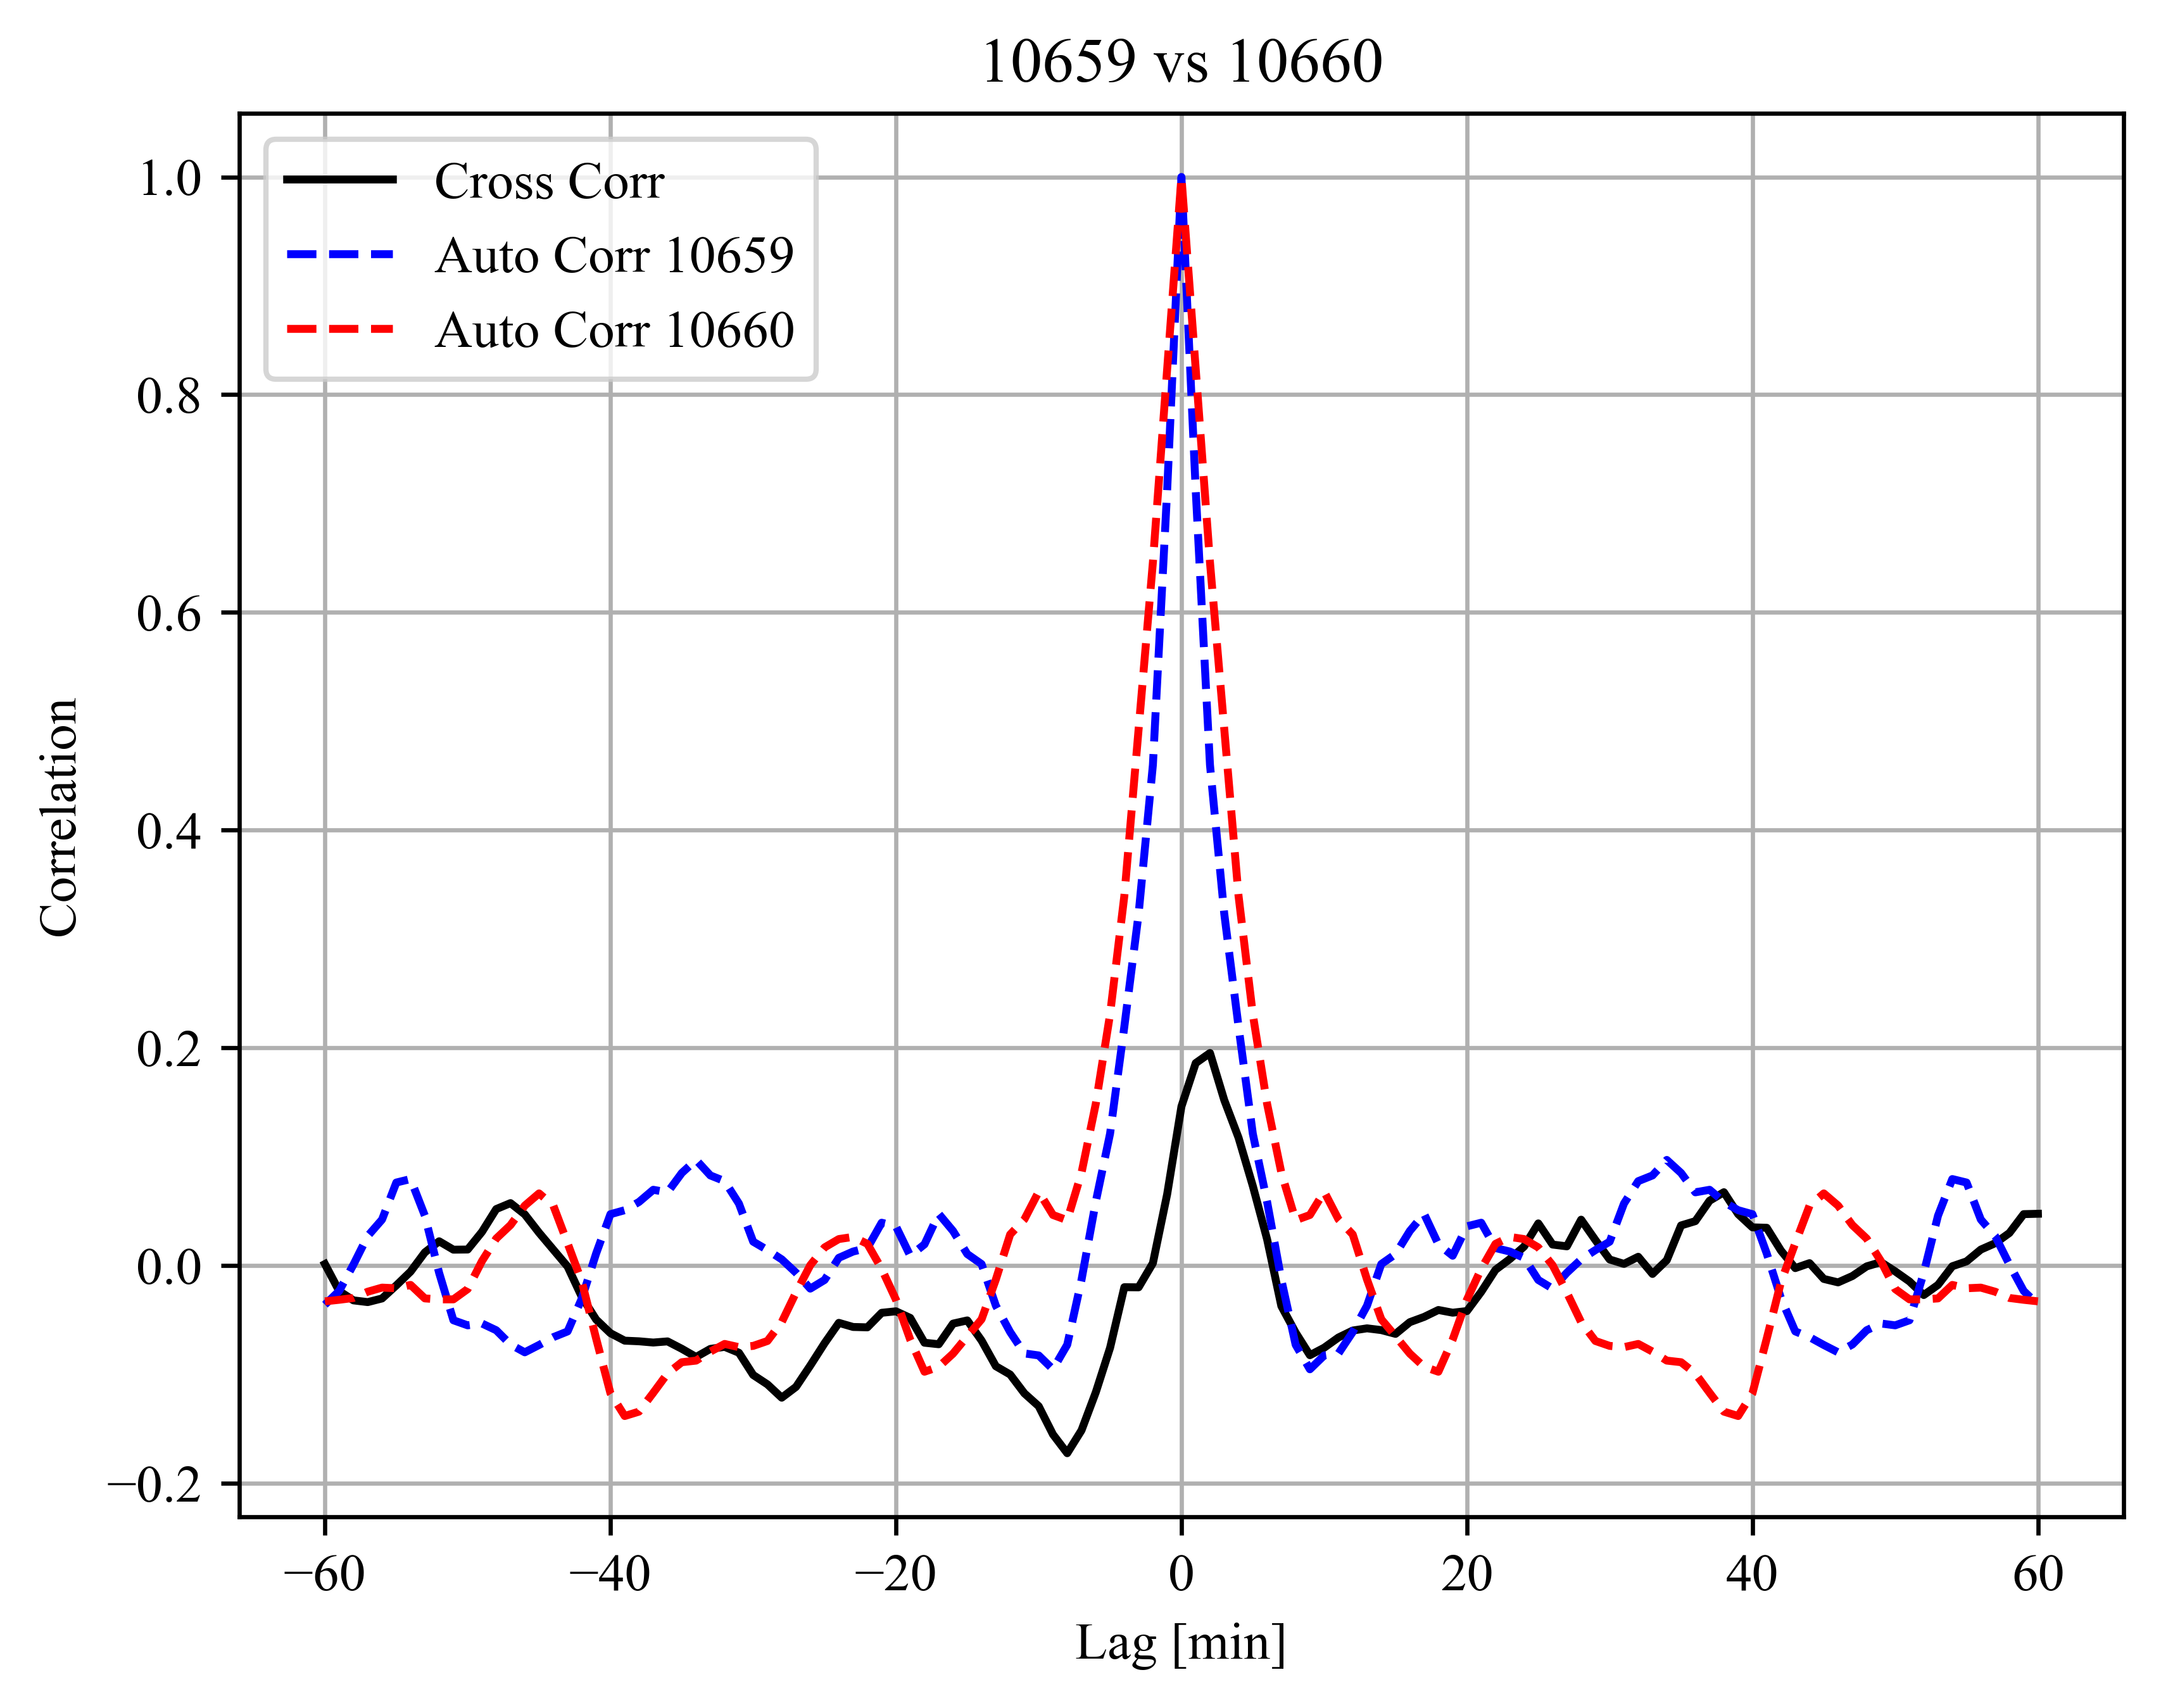 10659 vs 10660
Cross Corr
Auto Corr 10659
Auto Corr 10660
1.0
0.8
0.6
0.4
0.2
0.0
−0.2
Correlation
−60 −40 −20 0 20 40 60
Lag [min]